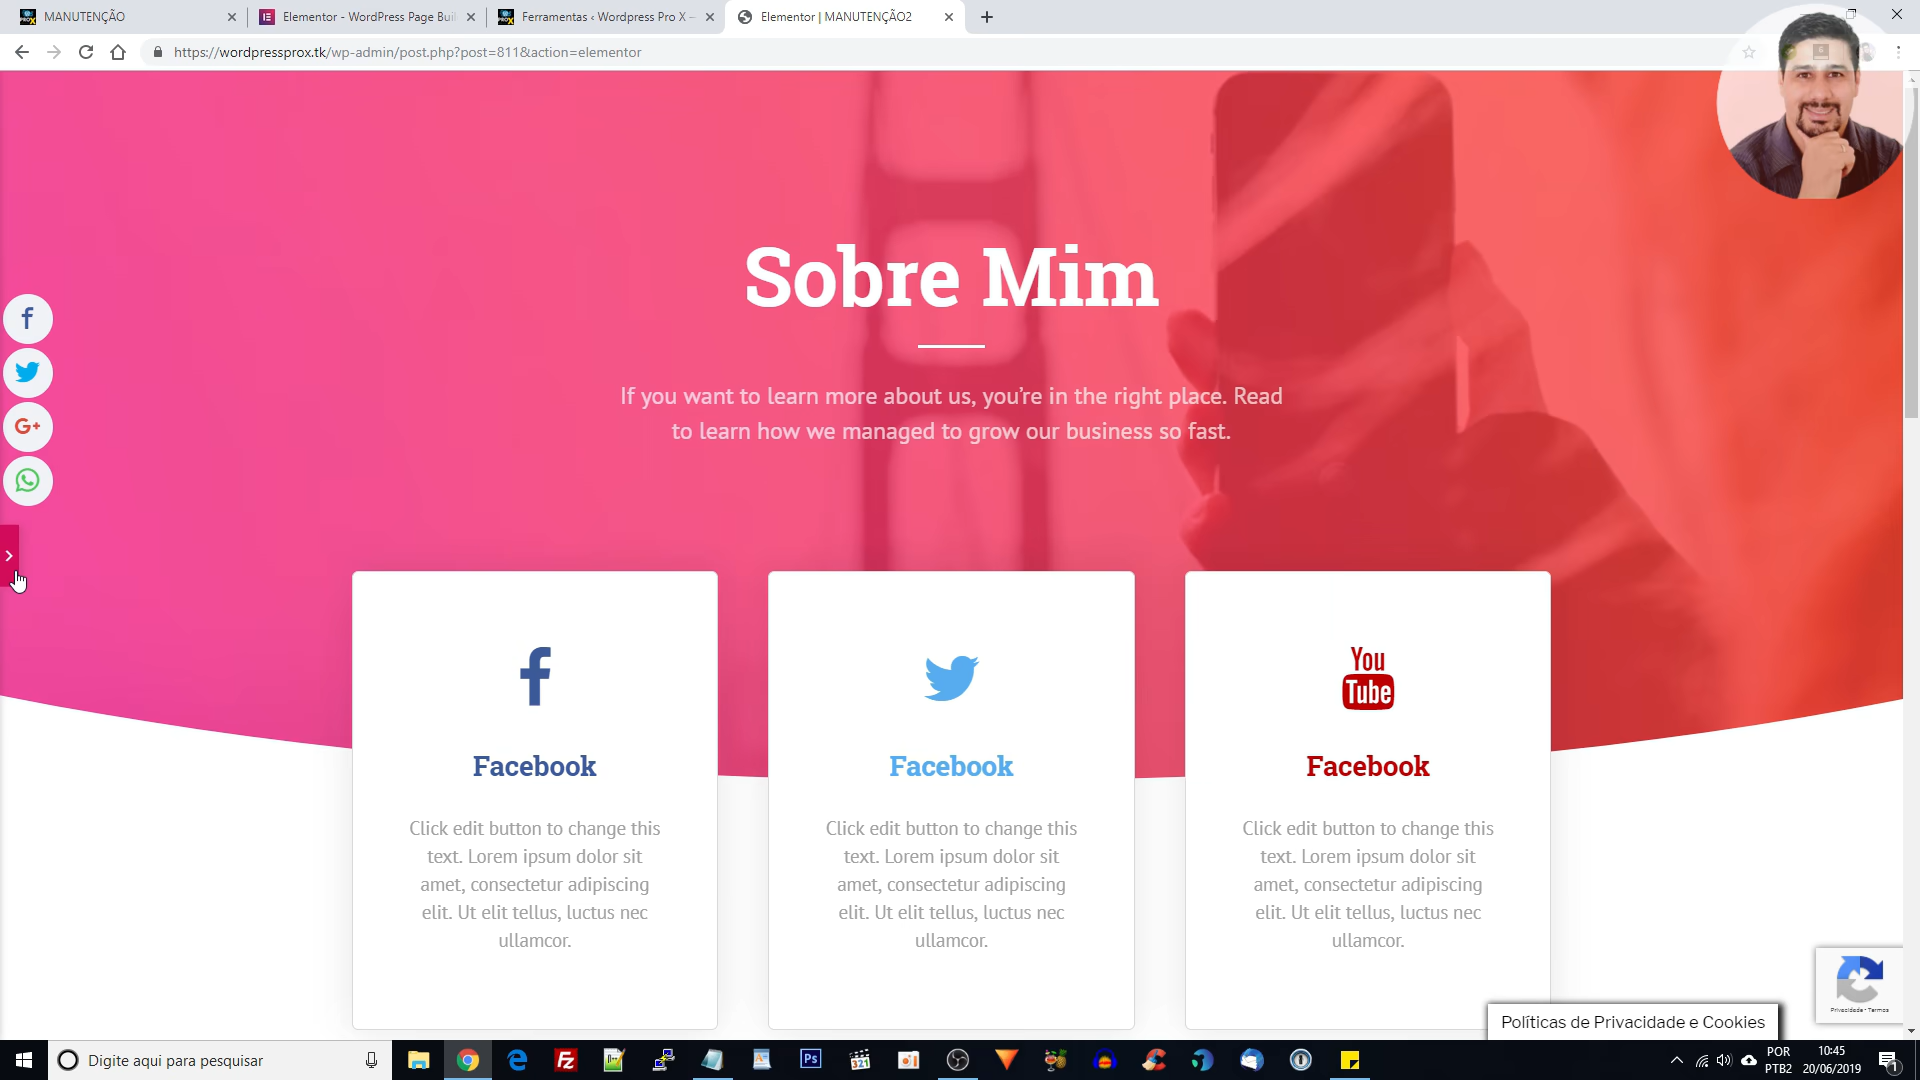 MANUTENÇÃO
Elementor - WordPress Page Buil
Ferramentas ‹ Wordpress Pro X –
Elementor | MANUTENÇÃO2
https://wordpressprox.tk/wp-admin/post.php?post=811&action=elementor
Sobre Mim
If you want to learn more about us, you’re in the right place. Read
to learn how we managed to grow our business so fast.
G+
You
Tube
Facebook
Facebook
Facebook
Click edit button to change this
text. Lorem ipsum dolor sit
amet, consectetur adipiscing
elit. Ut elit tellus, luctus nec
ullamcor.
Click edit button to change this
text. Lorem ipsum dolor sit
amet, consectetur adipiscing
elit. Ut elit tellus, luctus nec
ullamcor.
Click edit button to change this
text. Lorem ipsum dolor sit
amet, consectetur adipiscing
elit. Ut elit tellus, luctus nec
ullamcor.
Privacidade • Termos
Políticas de Privacidade e Cookies
Digite aqui para pesquisar
Fz
Ps
321
POR
PTB2
10:45
20/06/2019
1